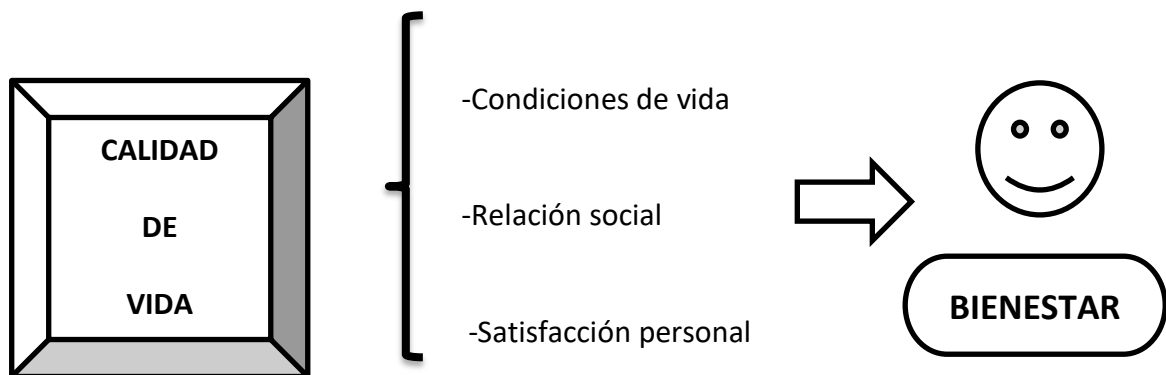 CALIDAD
DE
VIDA
-Condiciones de vida
-Relación social
-Satisfacción personal
BIENESTAR